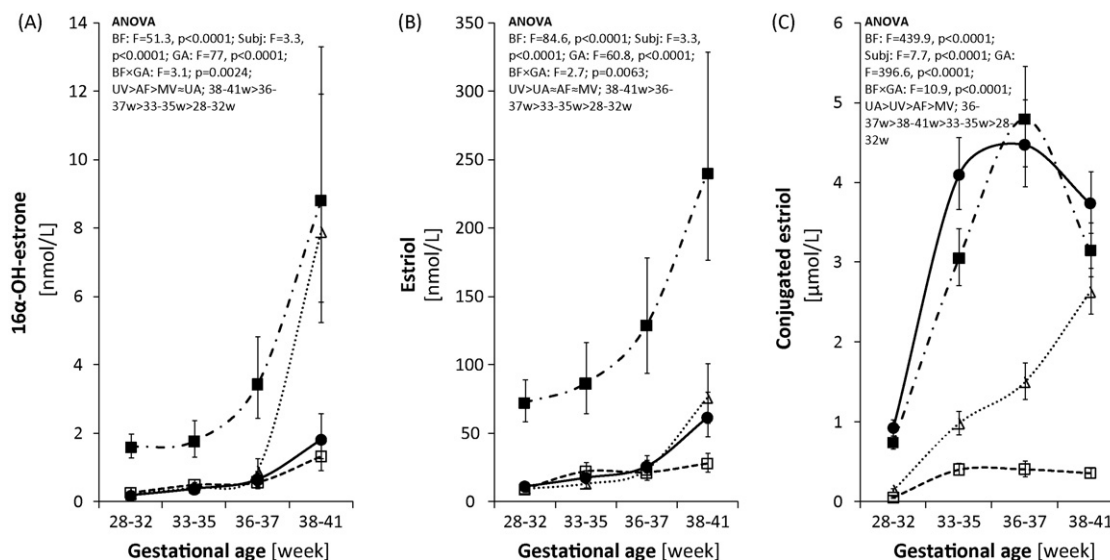 (A)
ANOVA
BF: F=51.3, p<0.0001; Subj: F=3.3,
p<0.0001; GA: F=77, p<0.0001;
BF×GA: F=3.1; p=0.0024;
UV>AF>MV≈UA; 38-41w>36-
37w>33-35w>28-32w
16α-OH-estrone
[nmol/L]
14
12
10
8
6
4
2
0
28-32
33-35
36-37
38-41
Gestational age [week]
(B)
ANOVA
BF: F=84.6, p<0.0001; Subj: F=3.3,
p<0.0001; GA: F=60.8, p<0.0001;
BF×GA: F=2.7; p=0.0063;
UV>UA≈AF≈MV; 38-41w>36-
37w>33-35w>28-32w
Estriol
[nmol/L]
350
300
250
200
150
100
50
0
28-32
33-35
36-37
38-41
Gestational age [week]
(C)
ANOVA
BF: F=439.9, p<0.0001;
Subj: F=7.7, p<0.0001; GA:
F=396.6, p<0.0001;
BF×GA: F=10.9, p<0.0001;
UA>UV>AF>MV; 36-
37w>38-41w>33-35w>28-
32w
Conjugated estriol
[µmol/L]
6
5
4
3
2
1
0
28-32
33-35
36-37
38-41
Gestational age [week]